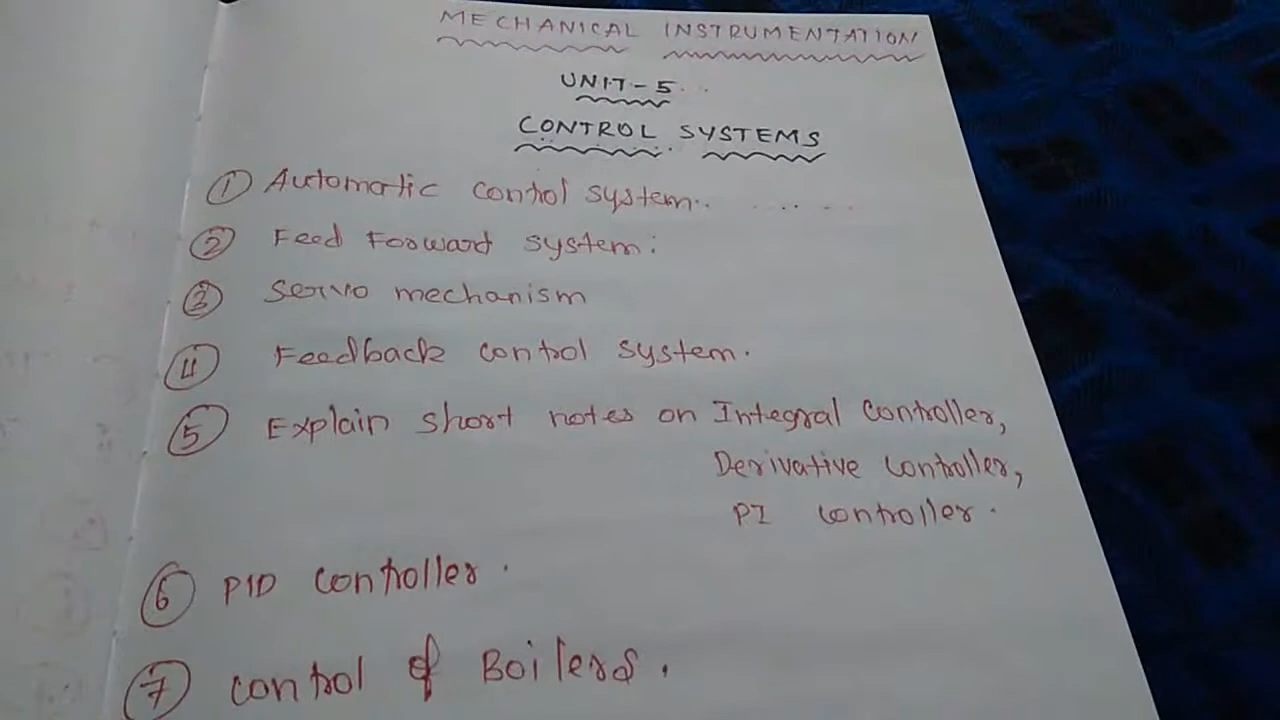 MECHANICAL INSTRUMENTATION
UNIT-5
CONTROL SYSTEMS
① Automatic control system.
② Feed Forward system:
③ Servo mechanism
④ Feedback control system.
⑤ Explain short notes on Integral Controller,
Derivative Controller,
PI Controller.
⑥ PID Controller.
⑦ Control of Boilers.